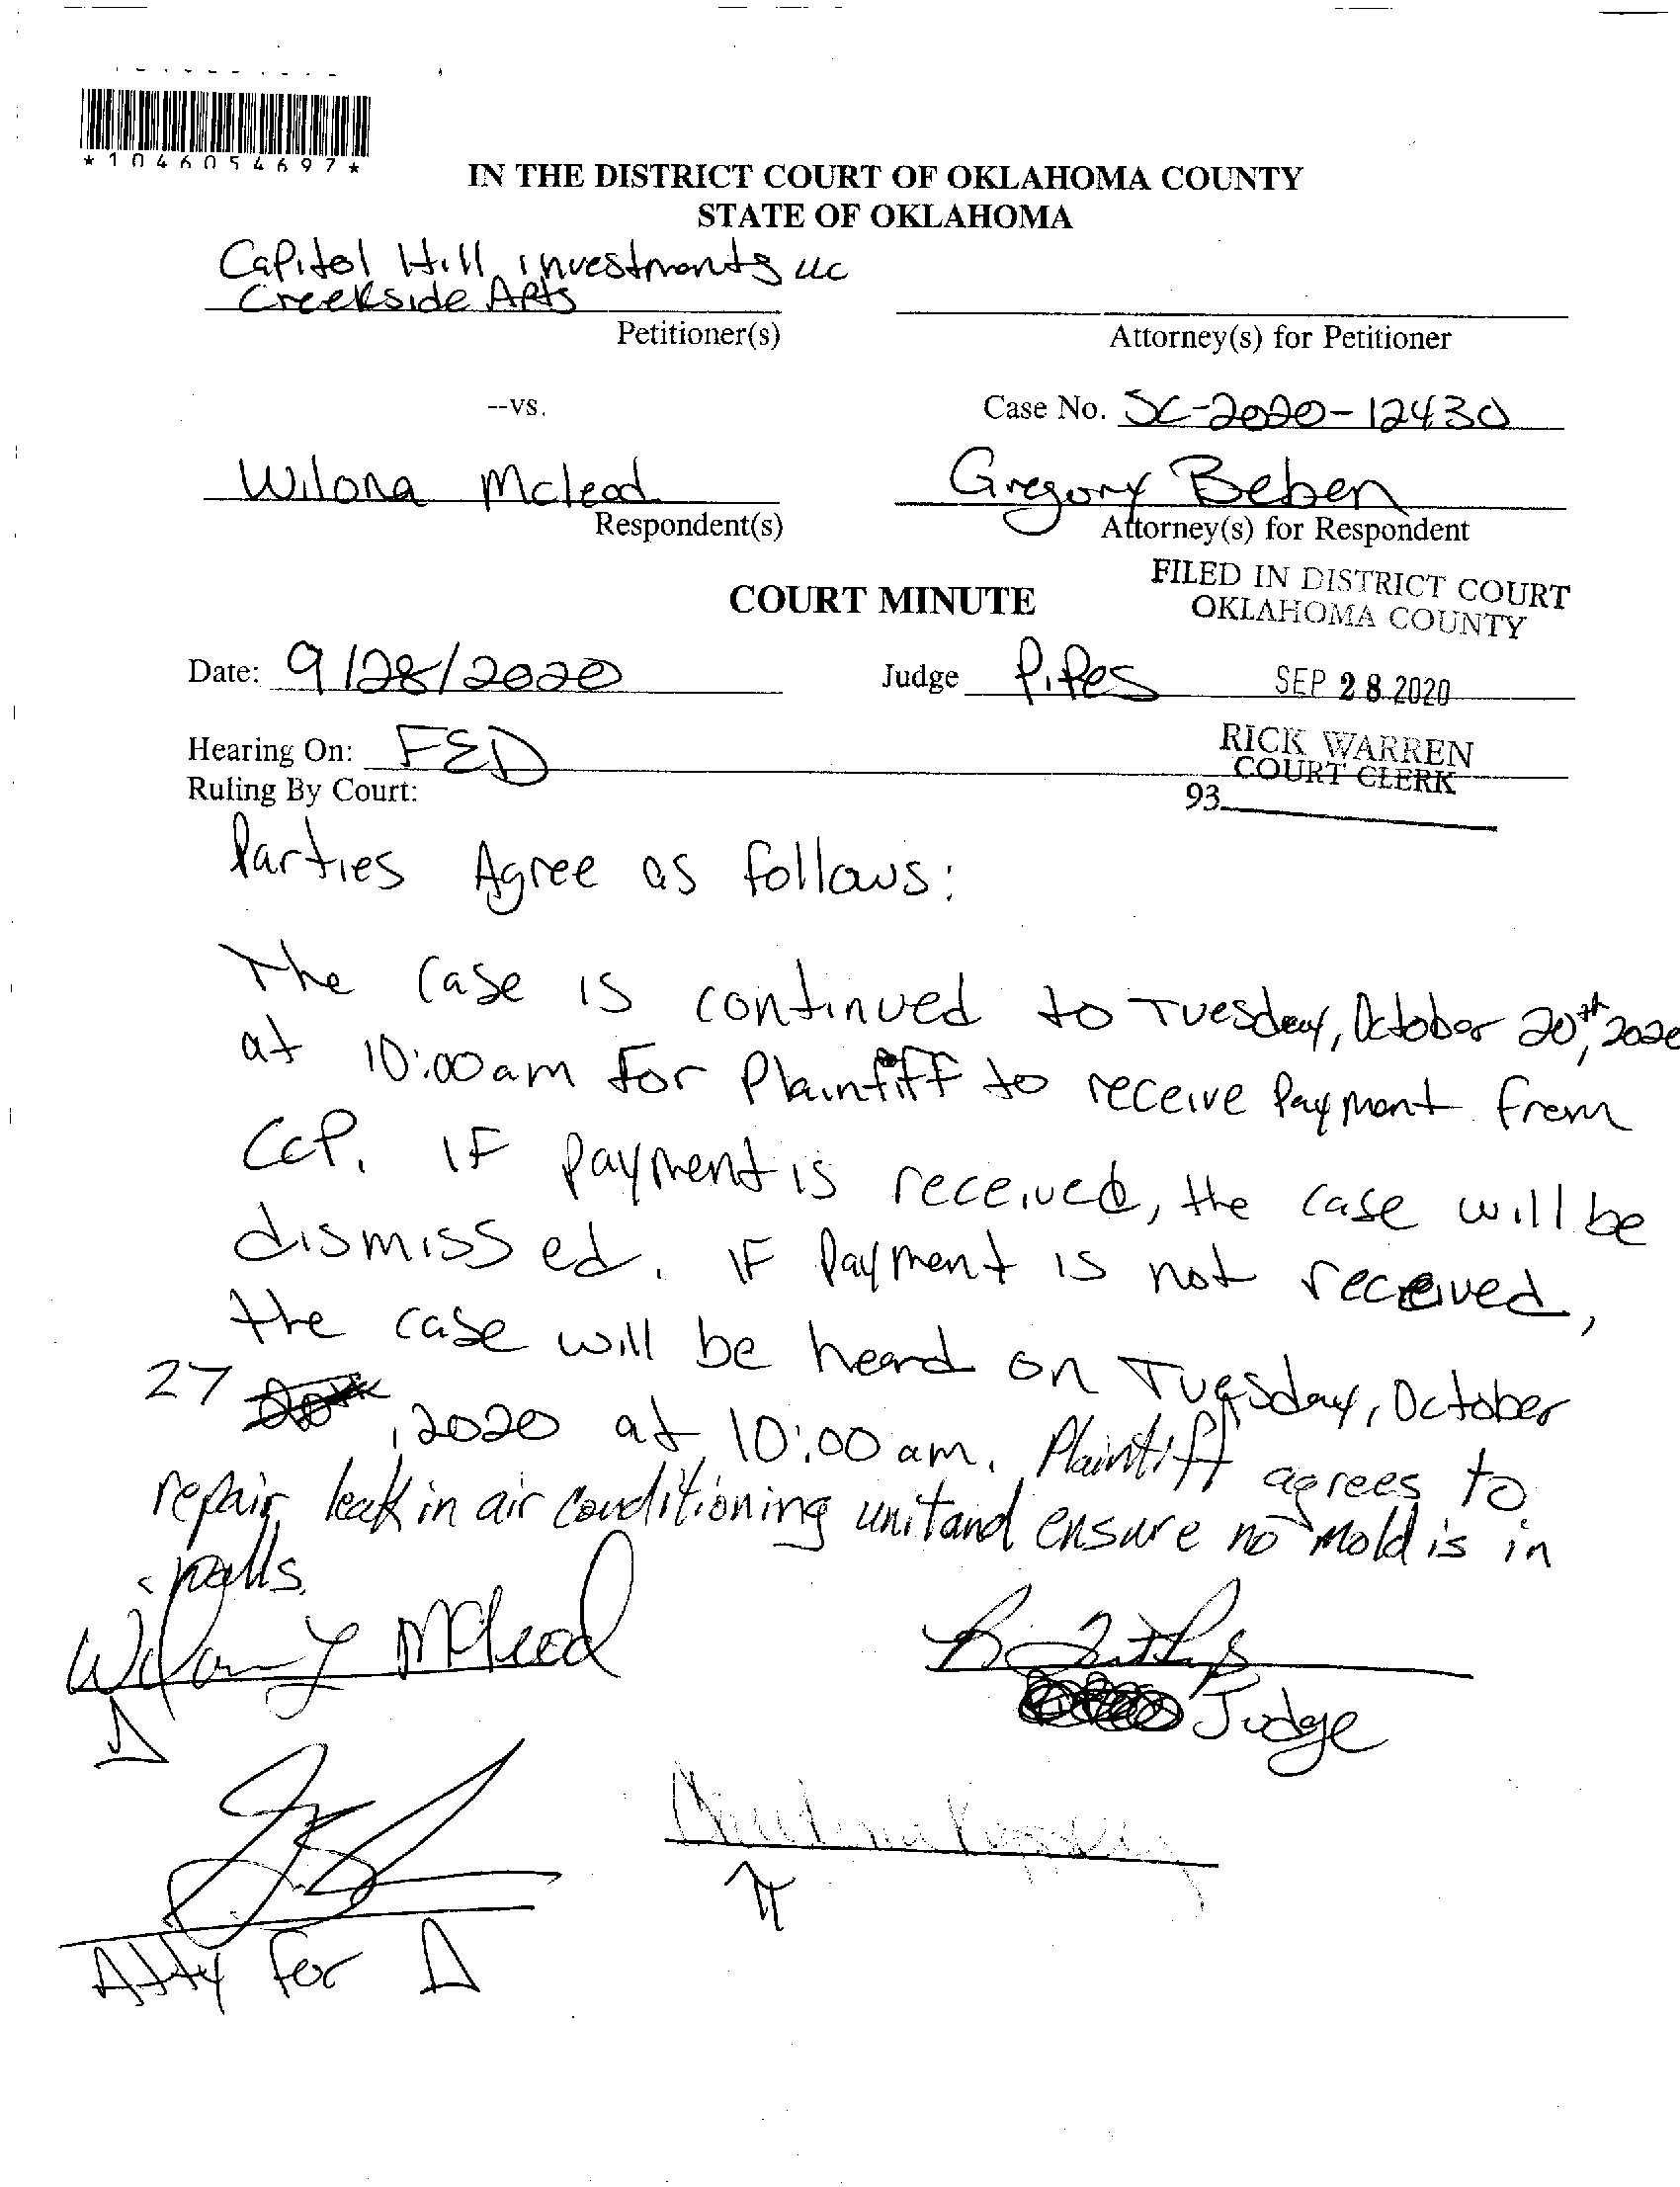 *1046054697*
IN THE DISTRICT COURT OF OKLAHOMA COUNTY
STATE OF OKLAHOMA
Capitol Hill investments LLC
Creekside Apts
Petitioner(s)
Attorney(s) for Petitioner
--vs.
Case No. SC-2020-12430
Wilona Mcleod
Respondent(s)
Gregory Beben
Attorney(s) for Respondent
COURT MINUTE
FILED IN DISTRICT COURT
OKLAHOMA COUNTY
Date: 9/28/2020
Judge Pipes
SEP 28 2020
Hearing On: FED
RICK WARREN
COURT CLERK
Ruling By Court:
93
Parties Agree as follows:
The case is continued to Tuesday, October 20th, 2020
at 10:00am for Plaintiff to receive Payment from
CCP. If payment is received, the case will be
dismissed. If Payment is not received,
the case will be heard on Tuesday, October
27, 2020 at 10:00 am. Plaintiff agrees to
repair leak in air conditioning unit and ensure no mold is in
walls.
McLeod
Δ
Judge
π
Atty for Δ